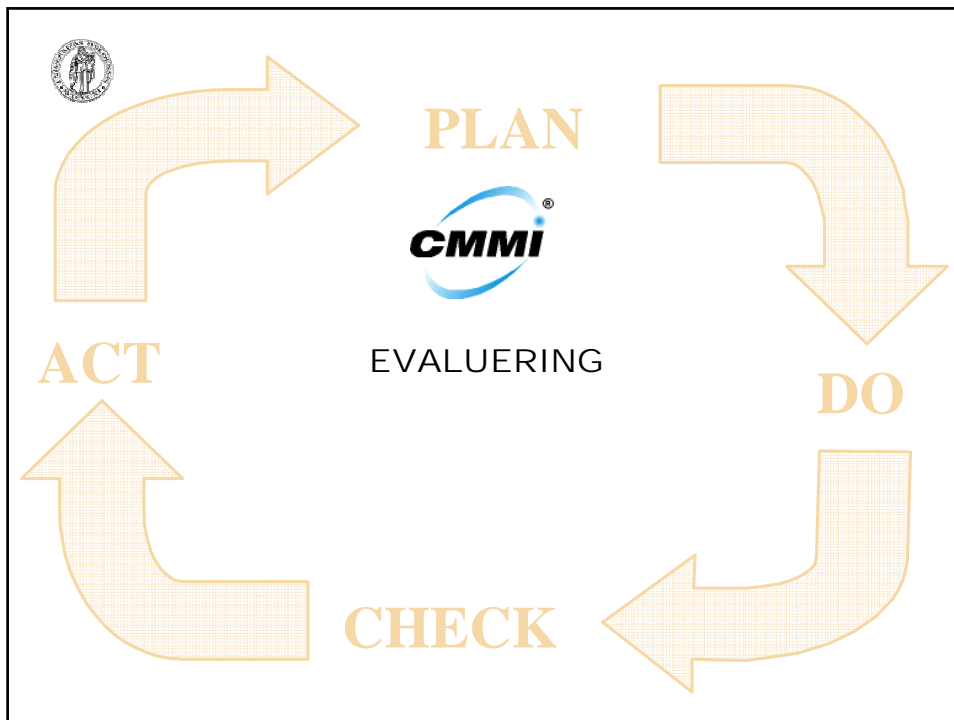 PLAN
CMMI®
EVALUERING
ACT
DO
CHECK